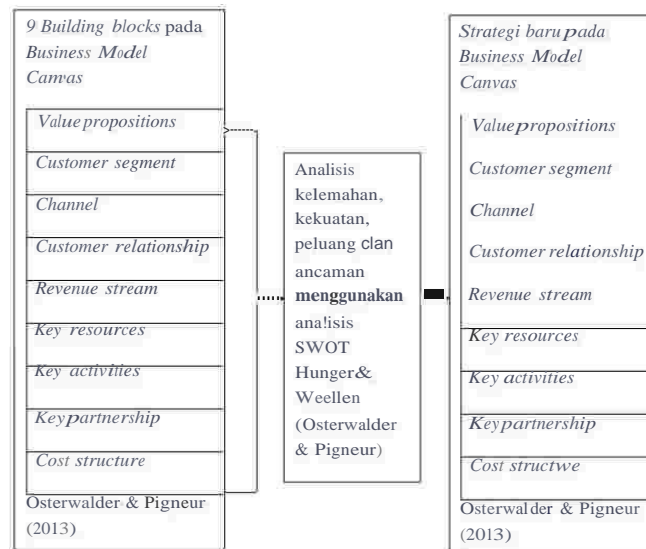 9 Building blocks pada
Business Model
Canvas
Value propositions
Customer segment
Channel
Customer relationship
Revenue stream
Key resources
Key activities
Key partnership
Cost structure
Osterwalder & Pigneur
(2013)
Analisis
kelemahan,
kekuatan,
peluang clan
ancaman
menggunakan
ana!isis
SWOT
Hunger&
Weellen
(Osterwalder
& Pigneur)
Strategi baru pada
Business Model
Canvas
Value propositions
Customer segment
Channel
Customer relationship
Revenue stream
Key resources
Key activities
Key partnership
Cost structwe
Osterwalder & Pigneur
(2013)